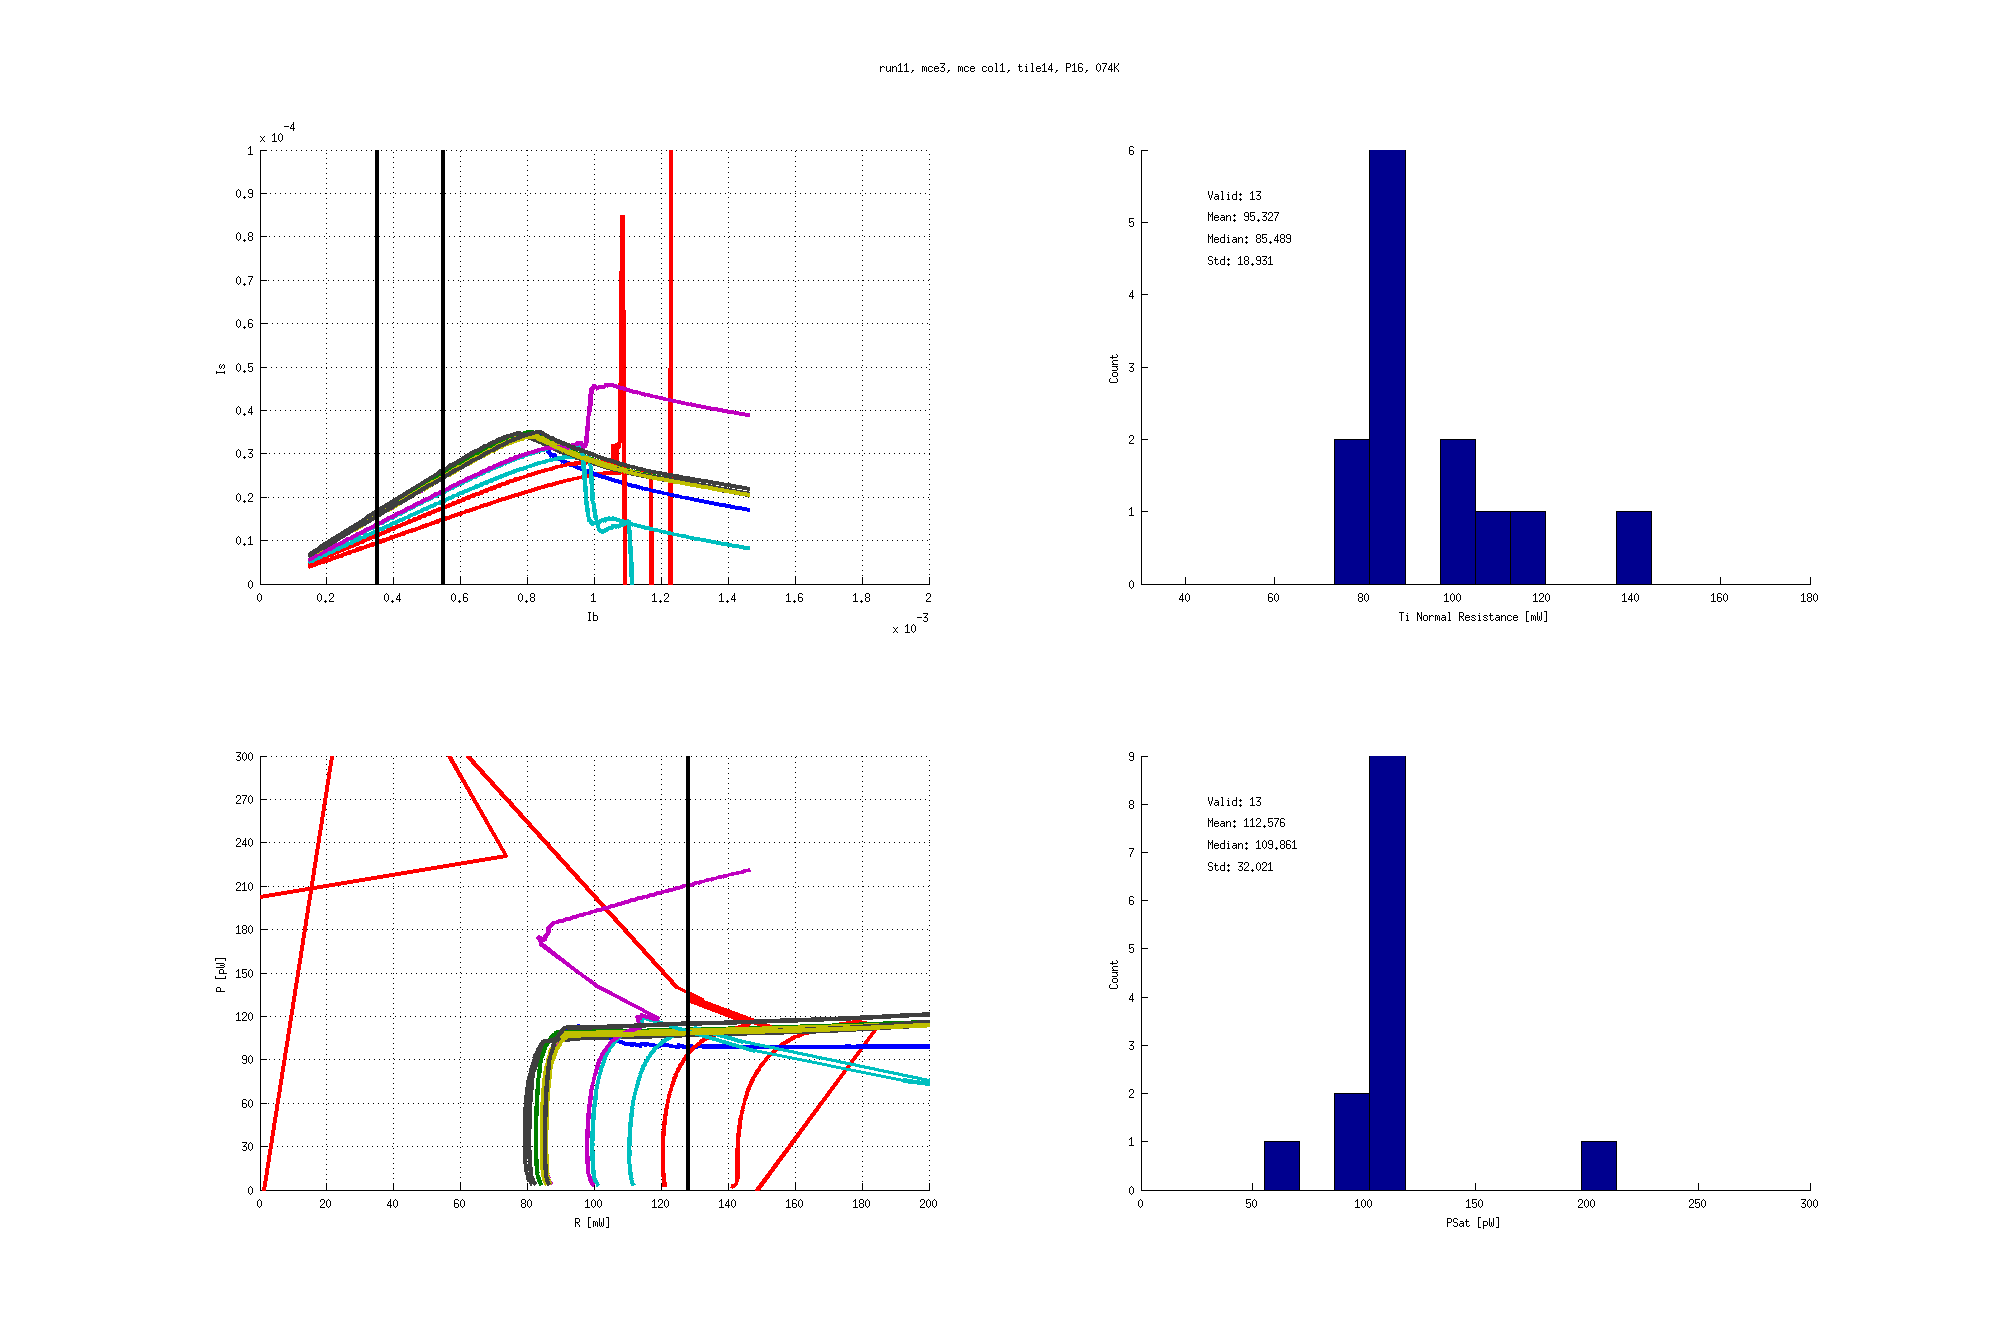 run11, mce3, mce col1, tile14, P16, 074K
x 10^-4
1
0.9
0.8
0.7
0.6
0.5
0.4
0.3
0.2
0.1
0
Is
0 0.2 0.4 0.6 0.8 1 1.2 1.4 1.6 1.8 2
Ib
x 10^-3
6
5
4
3
2
1
0
Count
Valid: 13
Mean: 95.327
Median: 85.489
Std: 18.931
40 60 80 100 120 140 160 180
Ti Normal Resistance [mW]
300
270
240
210
180
150
120
90
60
30
0
P [pW]
0 20 40 60 80 100 120 140 160 180 200
R [mW]
9
8
7
6
5
4
3
2
1
0
Count
Valid: 13
Mean: 112.576
Median: 109.861
Std: 32.021
0 50 100 150 200 250 300
PSat [pW]